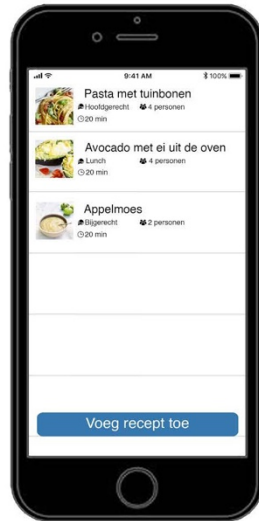 9:41 AM 100%
Pasta met tuinbonen
Hoofdgerecht 4 personen
20 min
Avocado met ei uit de oven
Lunch 4 personen
20 min
Appelmoes
Bijgerecht 2 personen
20 min
Voeg recept toe